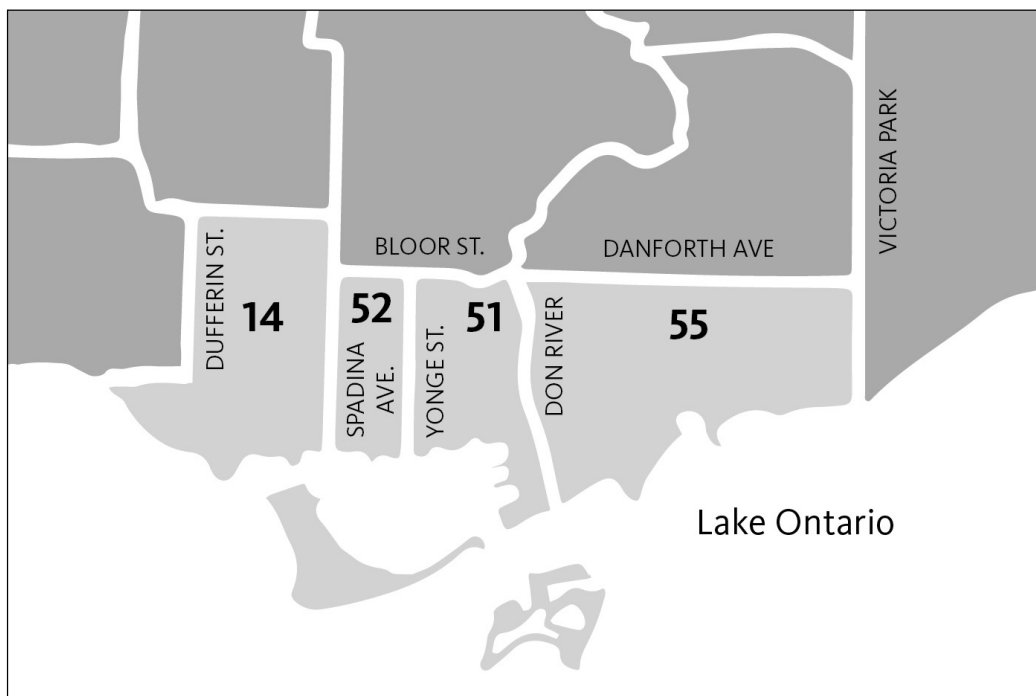 VICTORIA PARK
BLOOR ST.
DANFORTH AVE
DUFFERIN ST.
14
52
51
55
SPADINA
AVE.
YONGE ST.
DON RIVER
Lake Ontario